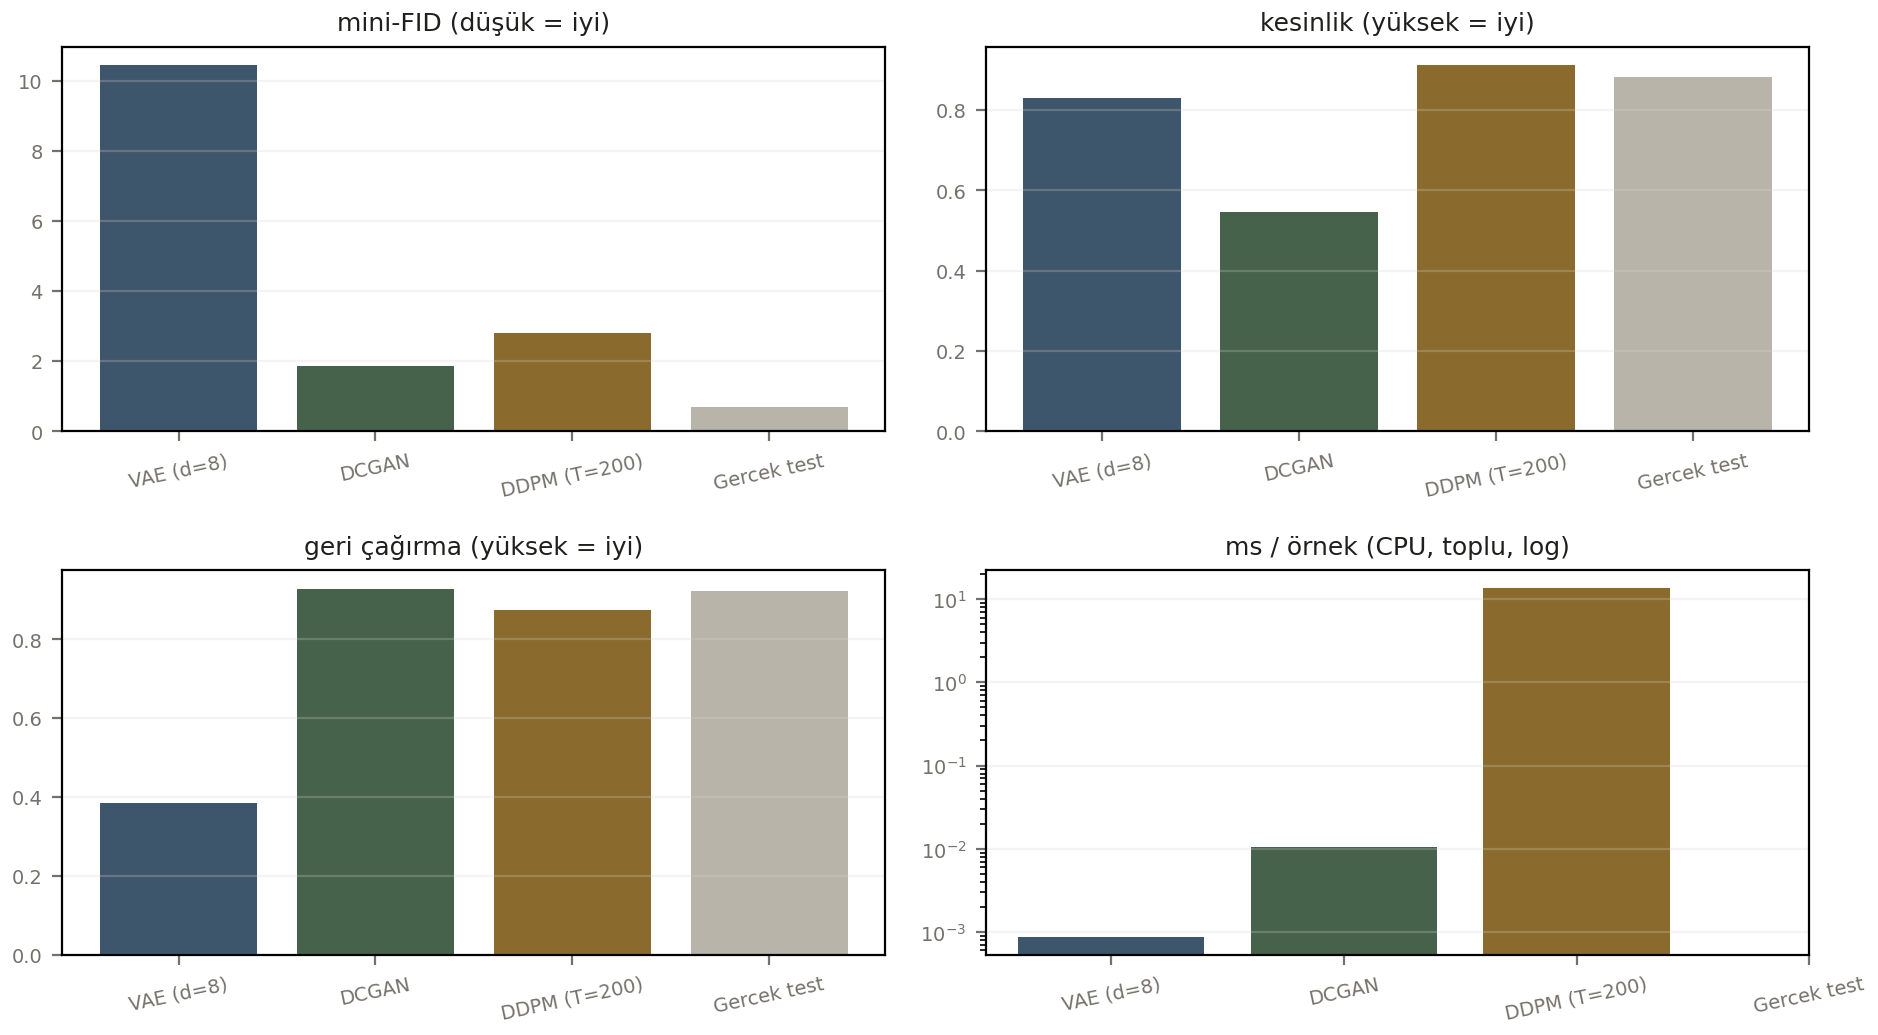 mini-FID (düşük = iyi)
10
8
6
4
2
0
VAE (d=8)
DCGAN
DDPM (T=200)
Gercek test
kesinlik (yüksek = iyi)
0.8
0.6
0.4
0.2
0.0
VAE (d=8)
DCGAN
DDPM (T=200)
Gercek test
geri çağırma (yüksek = iyi)
0.8
0.6
0.4
0.2
0.0
VAE (d=8)
DCGAN
DDPM (T=200)
Gercek test
ms / örnek (CPU, toplu, log)
10¹
10⁰
10⁻¹
10⁻²
10⁻³
VAE (d=8)
DCGAN
DDPM (T=200)
Gercek test